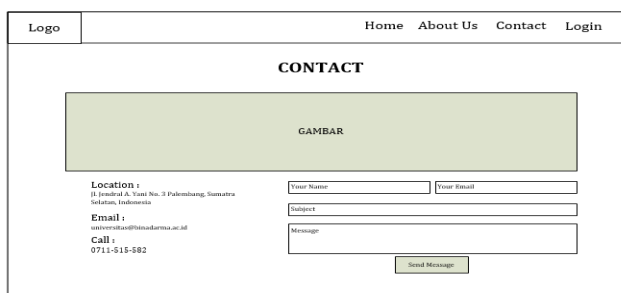 Logo
Home About Us Contact Login
CONTACT
GAMBAR
Location :
Jl. Jendral A. Yani No. 3 Palembang, Sumatra
Selatan, Indonesia
Email :
universitas@binadarma.ac.id
Call :
0711-515-582
Your Name
Your Email
Subject
Message
Send Message